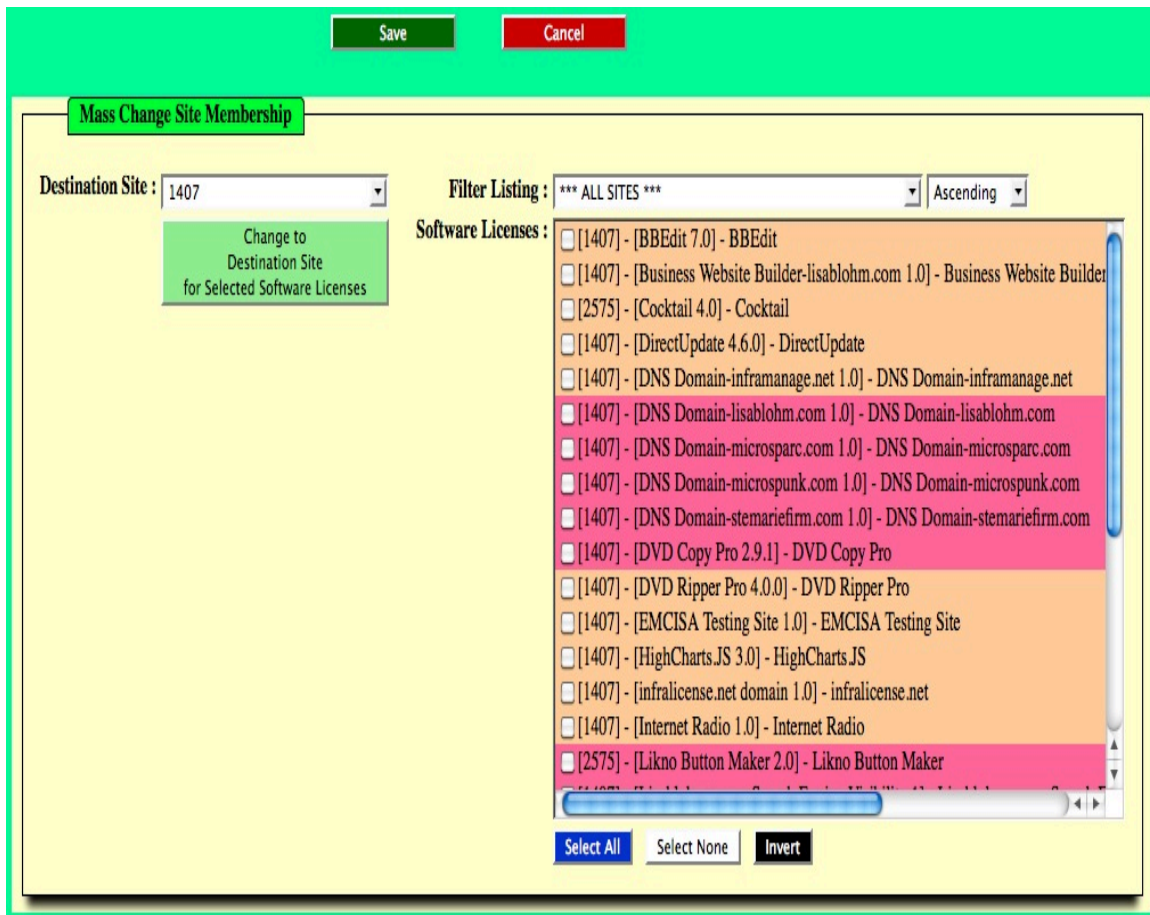 Save Cancel
Mass Change Site Membership
Destination Site : 1407 Filter Listing : *** ALL SITES *** Ascending
Change to
Destination Site
for Selected Software Licenses
Software Licenses :
[1407] - [BBEdit 7.0] - BBEdit
[1407] - [Business Website Builder-lisablohm.com 1.0] - Business Website Builder
[2575] - [Cocktail 4.0] - Cocktail
[1407] - [DirectUpdate 4.6.0] - DirectUpdate
[1407] - [DNS Domain-inframanage.net 1.0] - DNS Domain-inframanage.net
[1407] - [DNS Domain-lisablohm.com 1.0] - DNS Domain-lisablohm.com
[1407] - [DNS Domain-microsparc.com 1.0] - DNS Domain-microsparc.com
[1407] - [DNS Domain-microspunk.com 1.0] - DNS Domain-microspunk.com
[1407] - [DNS Domain-stemariefirm.com 1.0] - DNS Domain-stemariefirm.com
[1407] - [DVD Copy Pro 2.9.1] - DVD Copy Pro
[1407] - [DVD Ripper Pro 4.0.0] - DVD Ripper Pro
[1407] - [EMCISA Testing Site 1.0] - EMCISA Testing Site
[1407] - [HighCharts.JS 3.0] - HighCharts.JS
[1407] - [infralicense.net domain 1.0] - infralicense.net
[1407] - [Internet Radio 1.0] - Internet Radio
[2575] - [Likno Button Maker 2.0] - Likno Button Maker
Select All Select None Invert